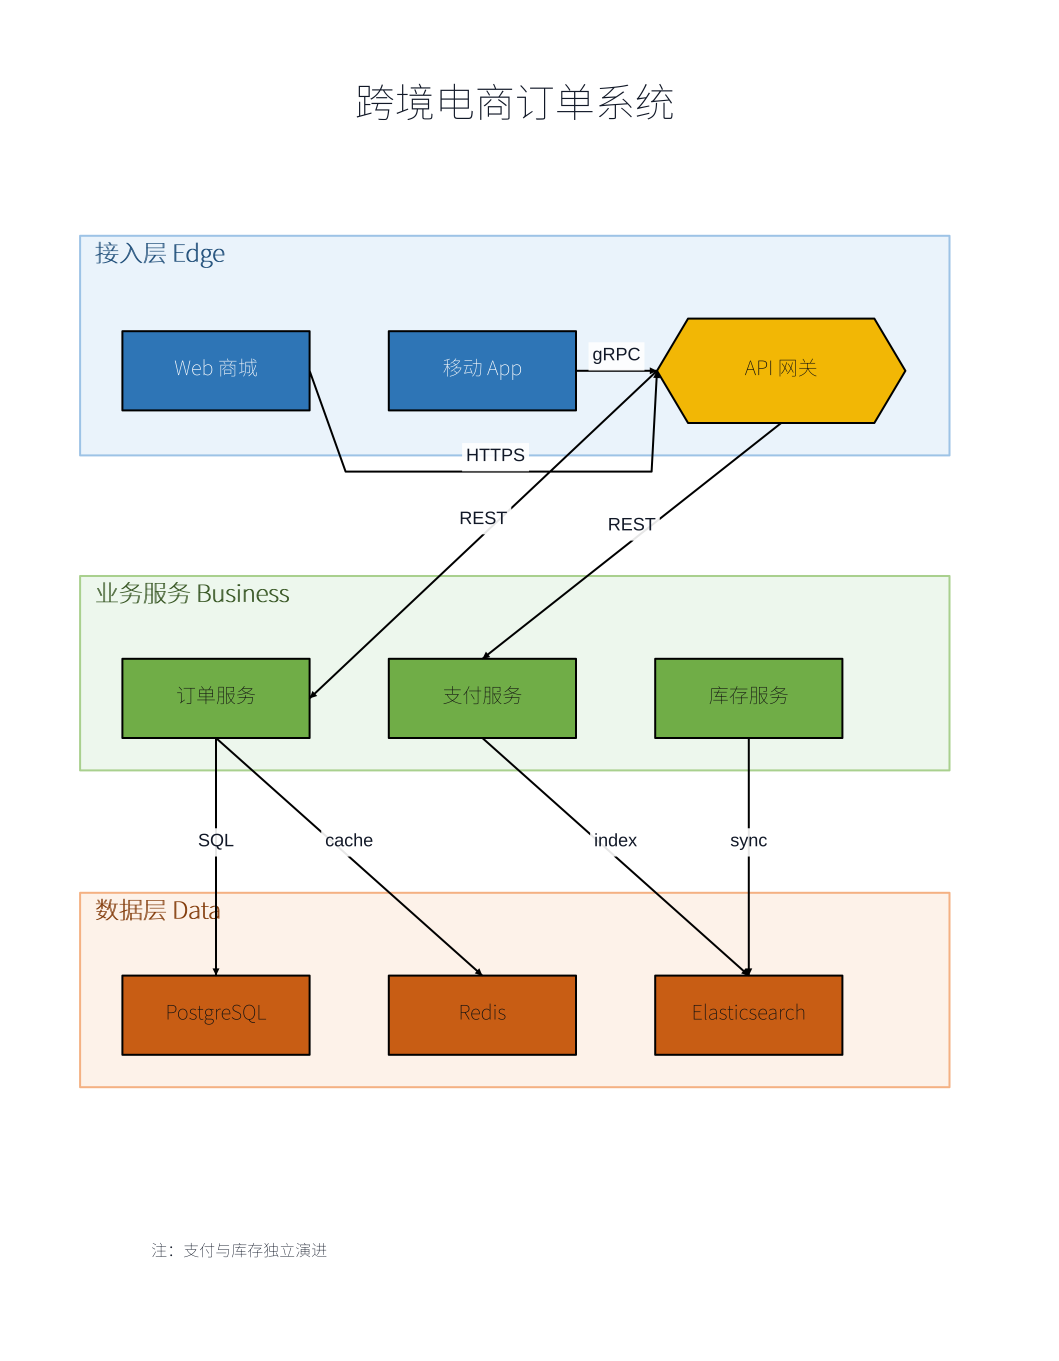 跨境电商订单系统
接入层 Edge
Web 商城
移动 App
gRPC
API 网关
HTTPS
REST
REST
业务服务 Business
订单服务
支付服务
库存服务
SQL
cache
index
sync
数据层 Data
PostgreSQL
Redis
Elasticsearch
注：支付与库存独立演进